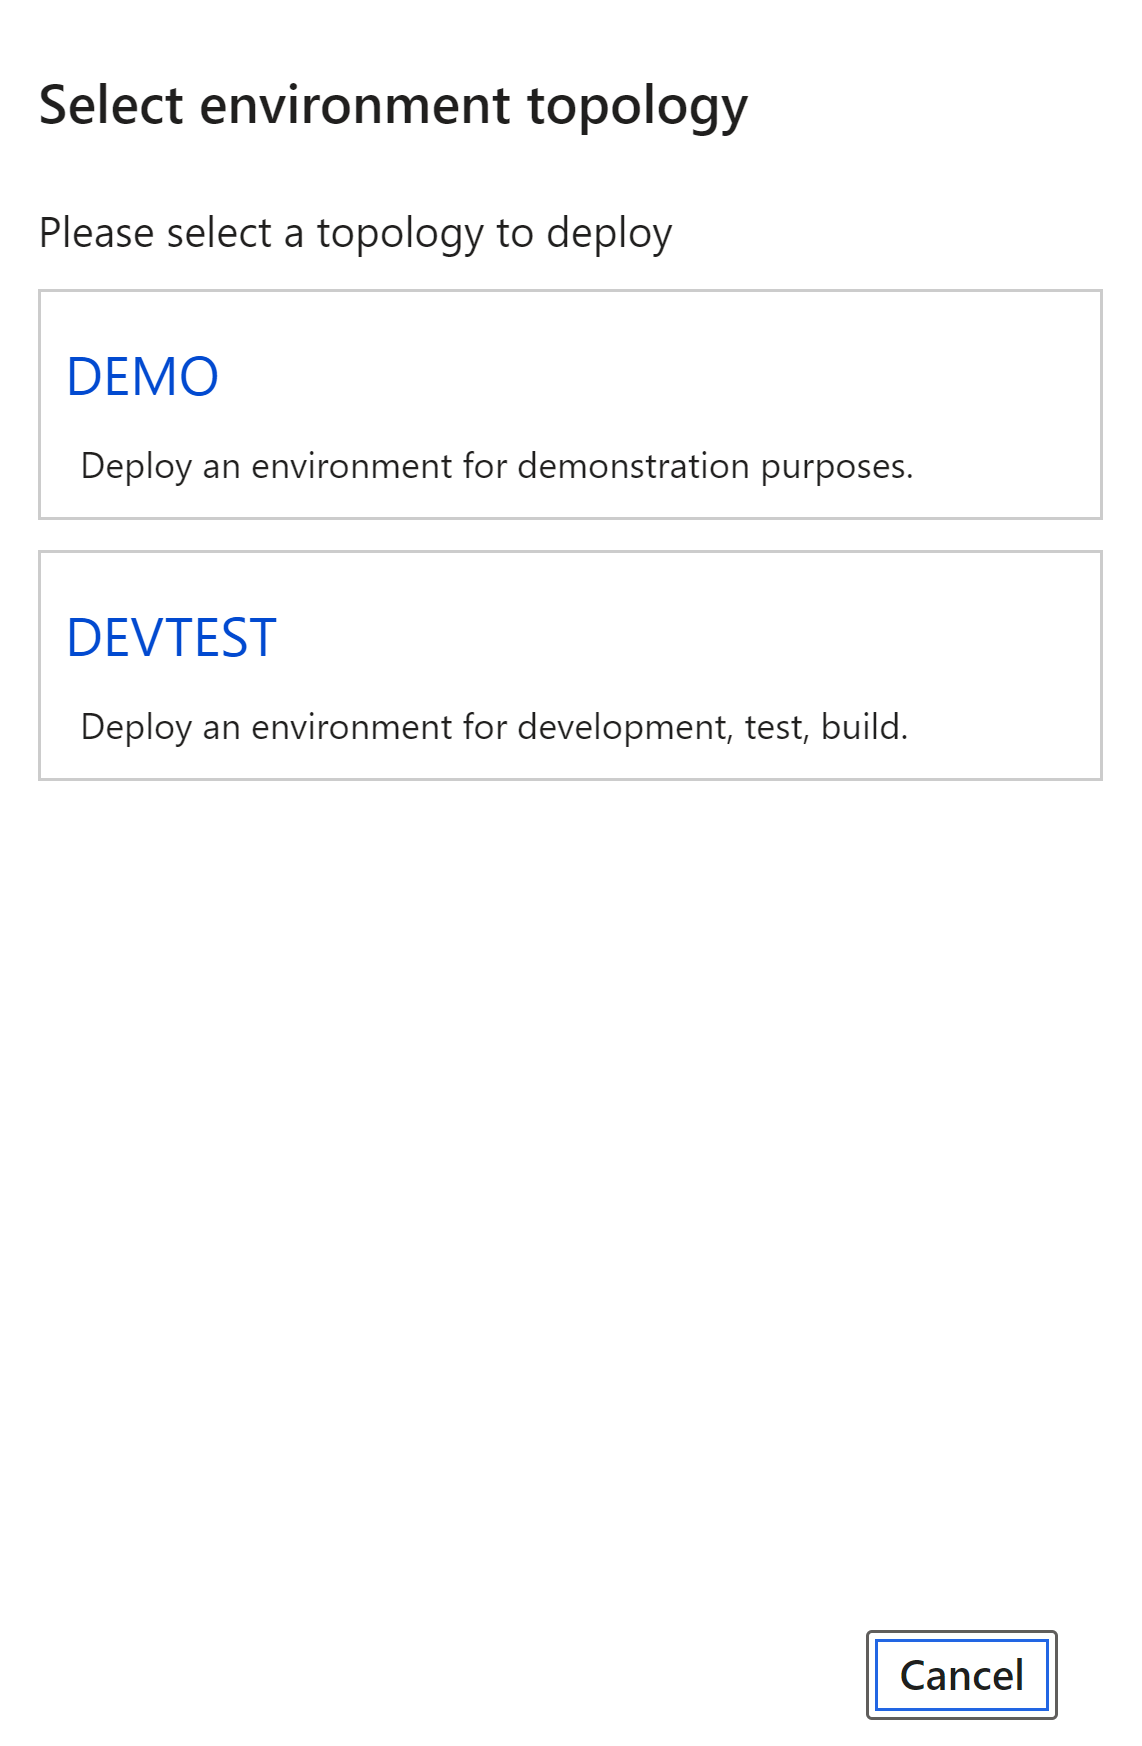 Select environment topology
Please select a topology to deploy
DEMO
Deploy an environment for demonstration purposes.
DEVTEST
Deploy an environment for development, test, build.
Cancel